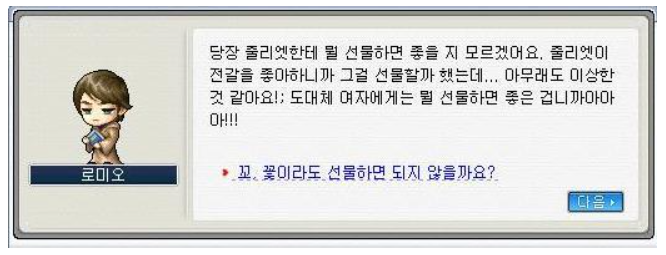 당장 줄리엣한테 뭘 선물하면 좋을 지 모르겠어요. 줄리엣이
전갈을 좋아하니까 그걸 선물할까 했는데... 아무래도 이상한
것 같아요!; 도대체 여자에게는 뭘 선물하면 좋은 겁니까아아
아!!!
꼬, 꽃이라도 선물하면 되지 않을까요?
로미오
다음